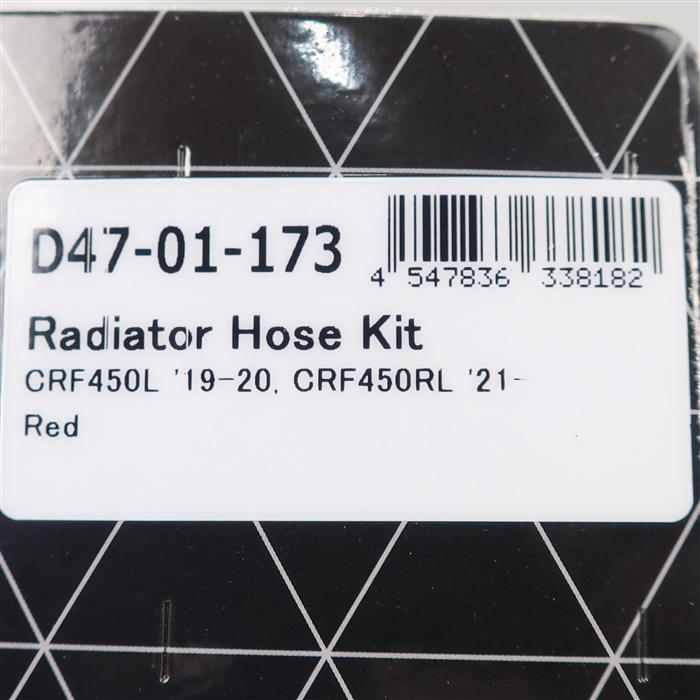 D47-01-173
4 547836 338182
Radiator Hose Kit
CRF450L '19-20, CRF450RL '21-
Red